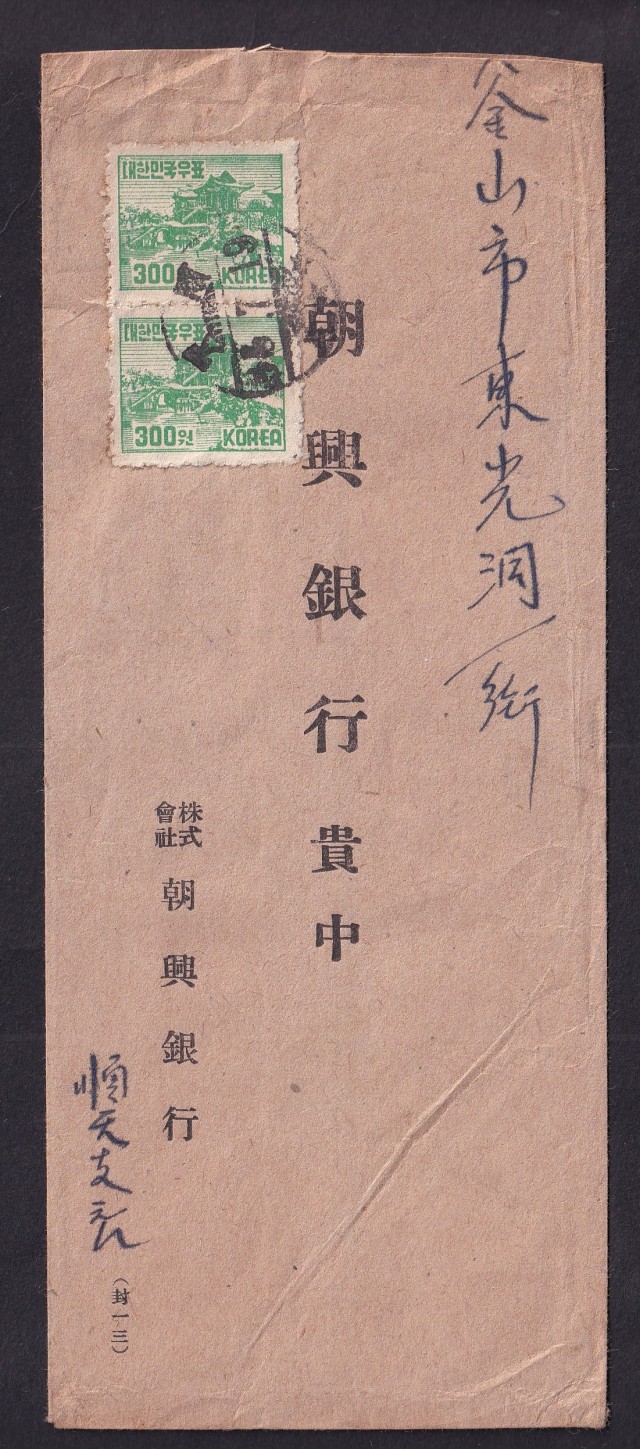 釜山市東光洞一街
朝興銀行貴中
株式會社 朝興銀行
順天支店
(封一三)
대한민국우표
300원 KOREA
대한민국우표
300원 KOREA